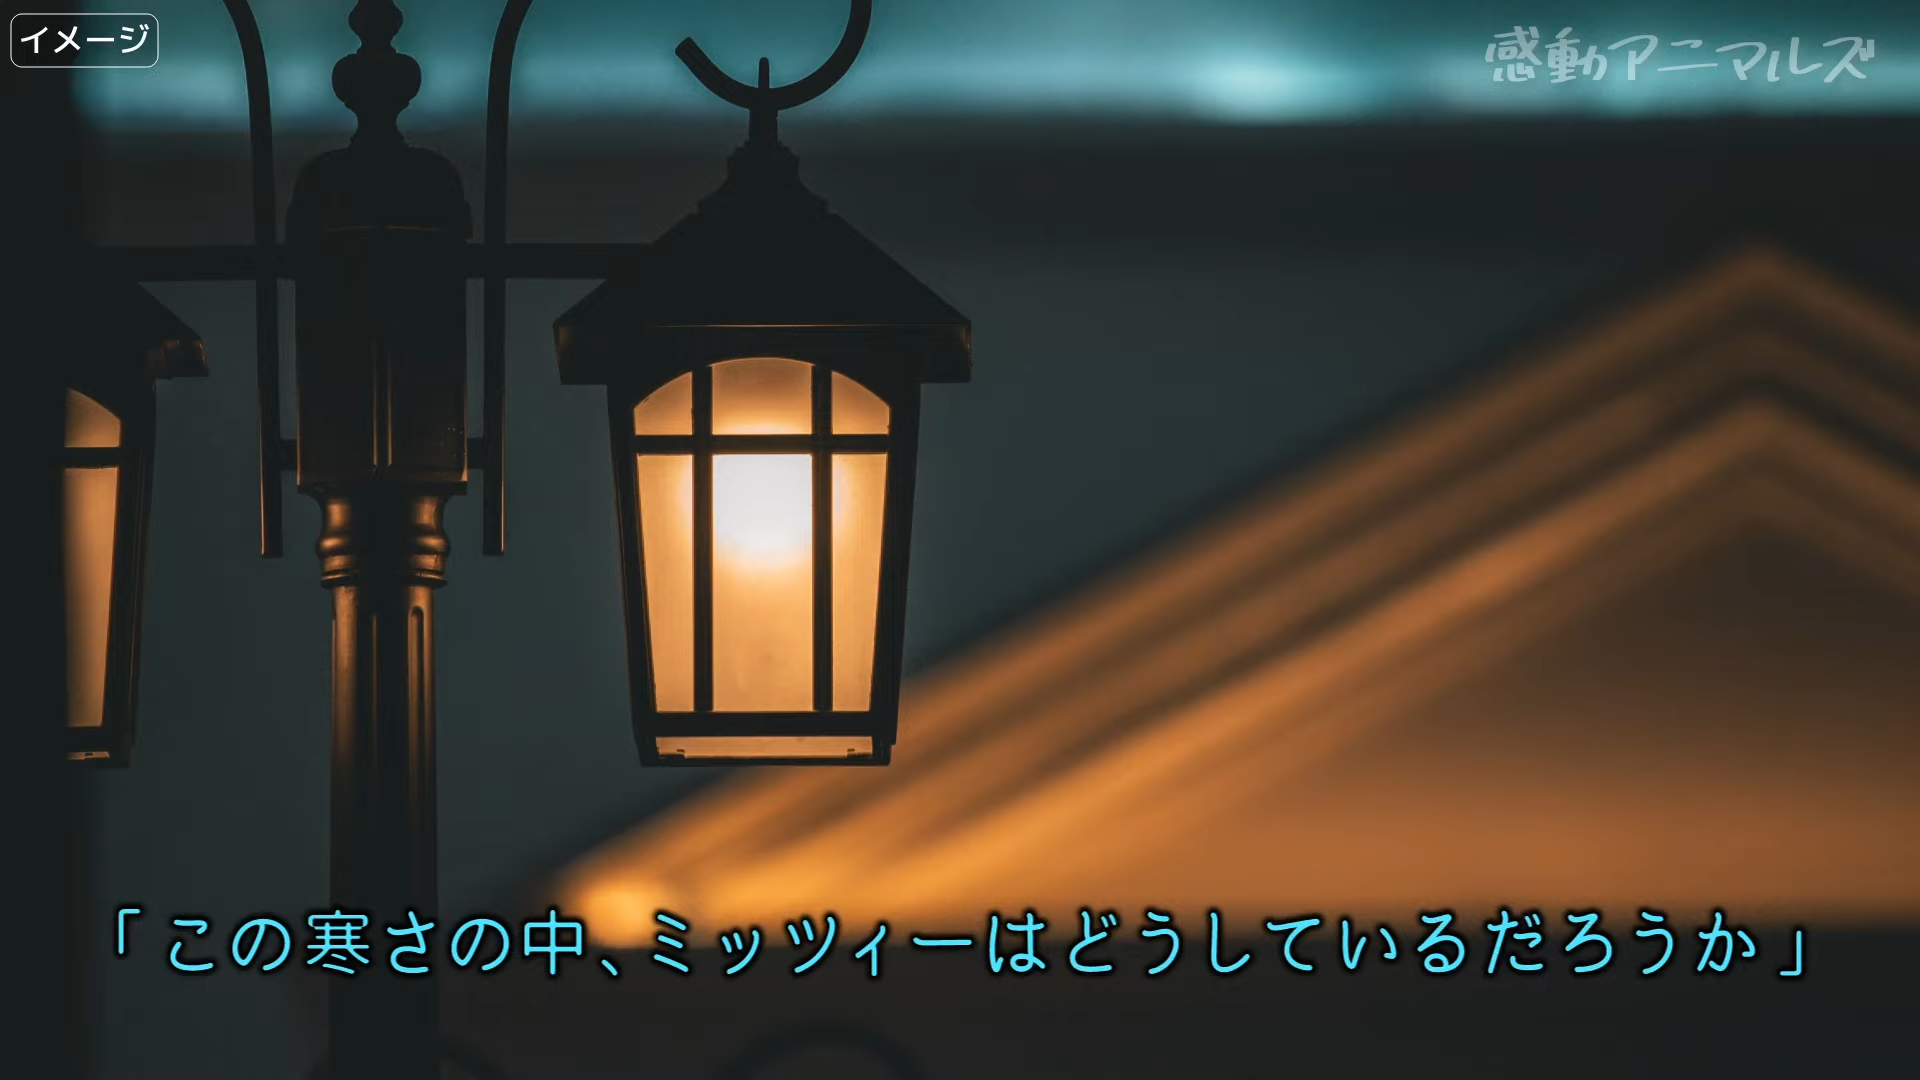 イメージ
感動アニマルズ
「この寒さの中、ミッツィーはどうしているだろうか」